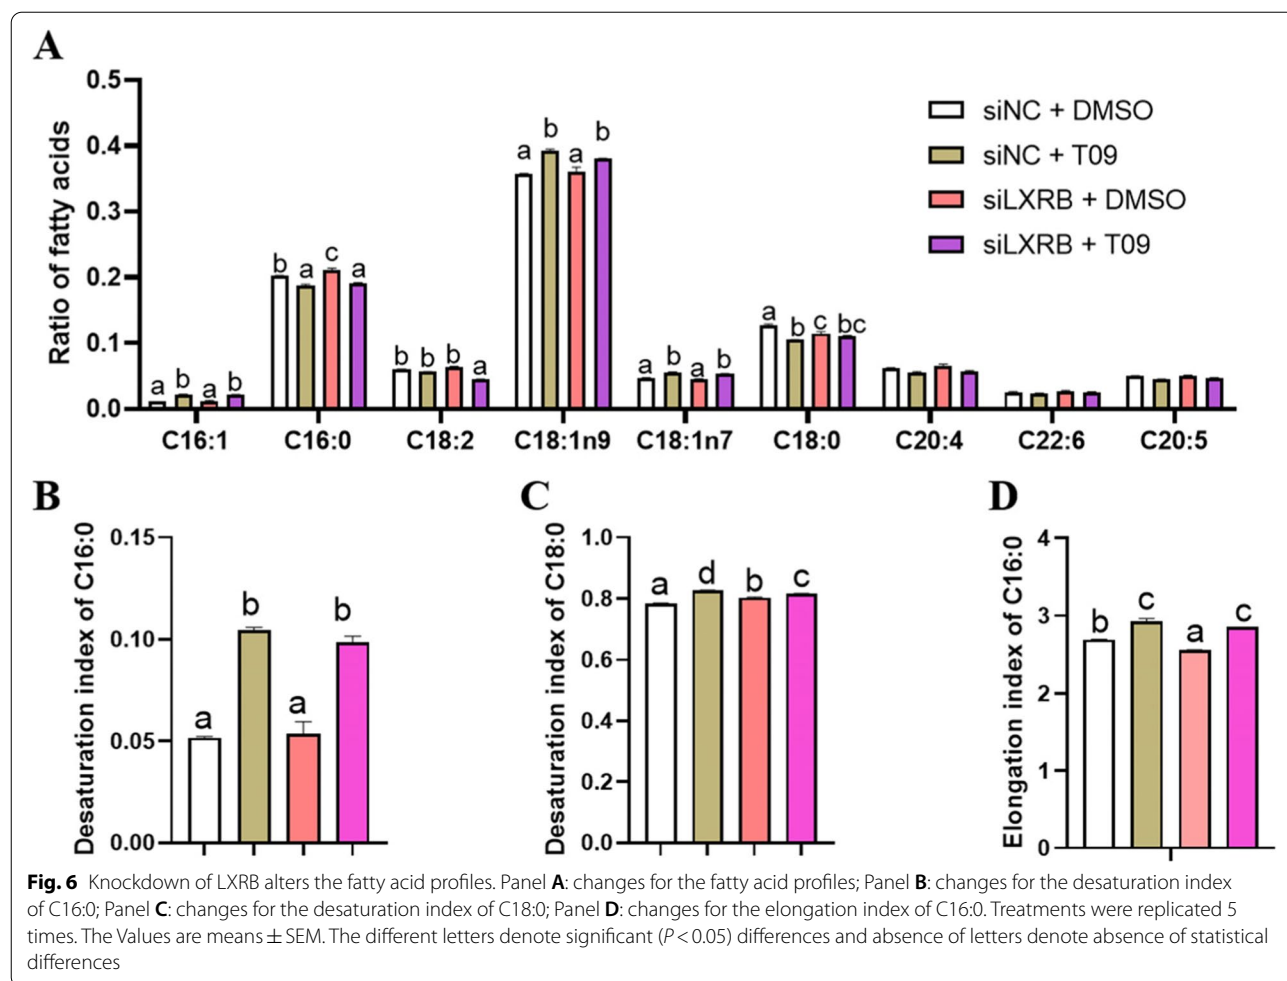 A
Ratio of fatty acids
0.5
0.4
0.3
0.2
0.1
0.0
siNC + DMSO
siNC + T09
siLXRB + DMSO
siLXRB + T09
a b a b
b a c a
b b b a
a b a b
a b a b
a b c bc
C16:1 C16:0 C18:2 C18:1n9 C18:1n7 C18:0 C20:4 C22:6 C20:5
B
Desaturation index of C16:0
0.15
0.10
0.05
0.00
a b a b
C
Desaturation index of C18:0
1.0
0.8
0.6
0.4
0.2
0.0
a d b c
D
Elongation index of C16:0
4
3
2
1
0
b c a c
Fig. 6 Knockdown of LXRB alters the fatty acid profiles. Panel A: changes for the fatty acid profiles; Panel B: changes for the desaturation index
of C16:0; Panel C: changes for the desaturation index of C18:0; Panel D: changes for the elongation index of C16:0. Treatments were replicated 5
times. The Values are means ± SEM. The different letters denote significant (P < 0.05) differences and absence of letters denote absence of statistical
differences